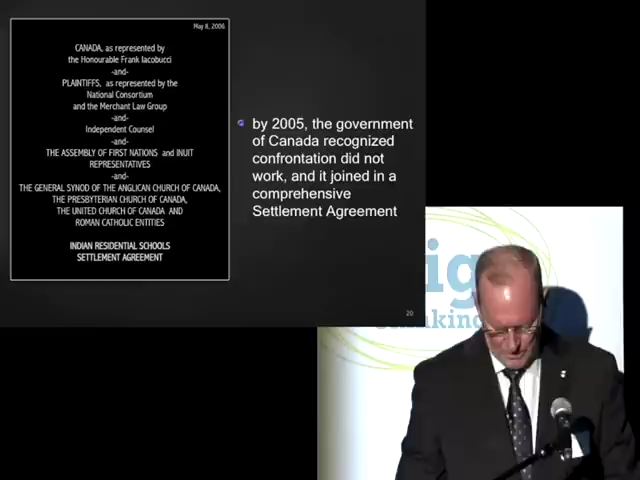 May 8, 2006
CANADA, as represented by
the Honourable Frank Iacobucci
-and-
PLAINTIFFS, as represented by the
National Consortium
and the Merchant Law Group
-and-
Independent Counsel
-and-
THE ASSEMBLY OF FIRST NATIONS and INUIT
REPRESENTATIVES
-and-
THE GENERAL SYNOD OF THE ANGLICAN CHURCH OF CANADA,
THE PRESBYTERIAN CHURCH OF CANADA,
THE UNITED CHURCH OF CANADA AND
ROMAN CATHOLIC ENTITIES
INDIAN RESIDENTIAL SCHOOLS
SETTLEMENT AGREEMENT
by 2005, the government
of Canada recognized
confrontation did not
work, and it joined in a
comprehensive
Settlement Agreement
20